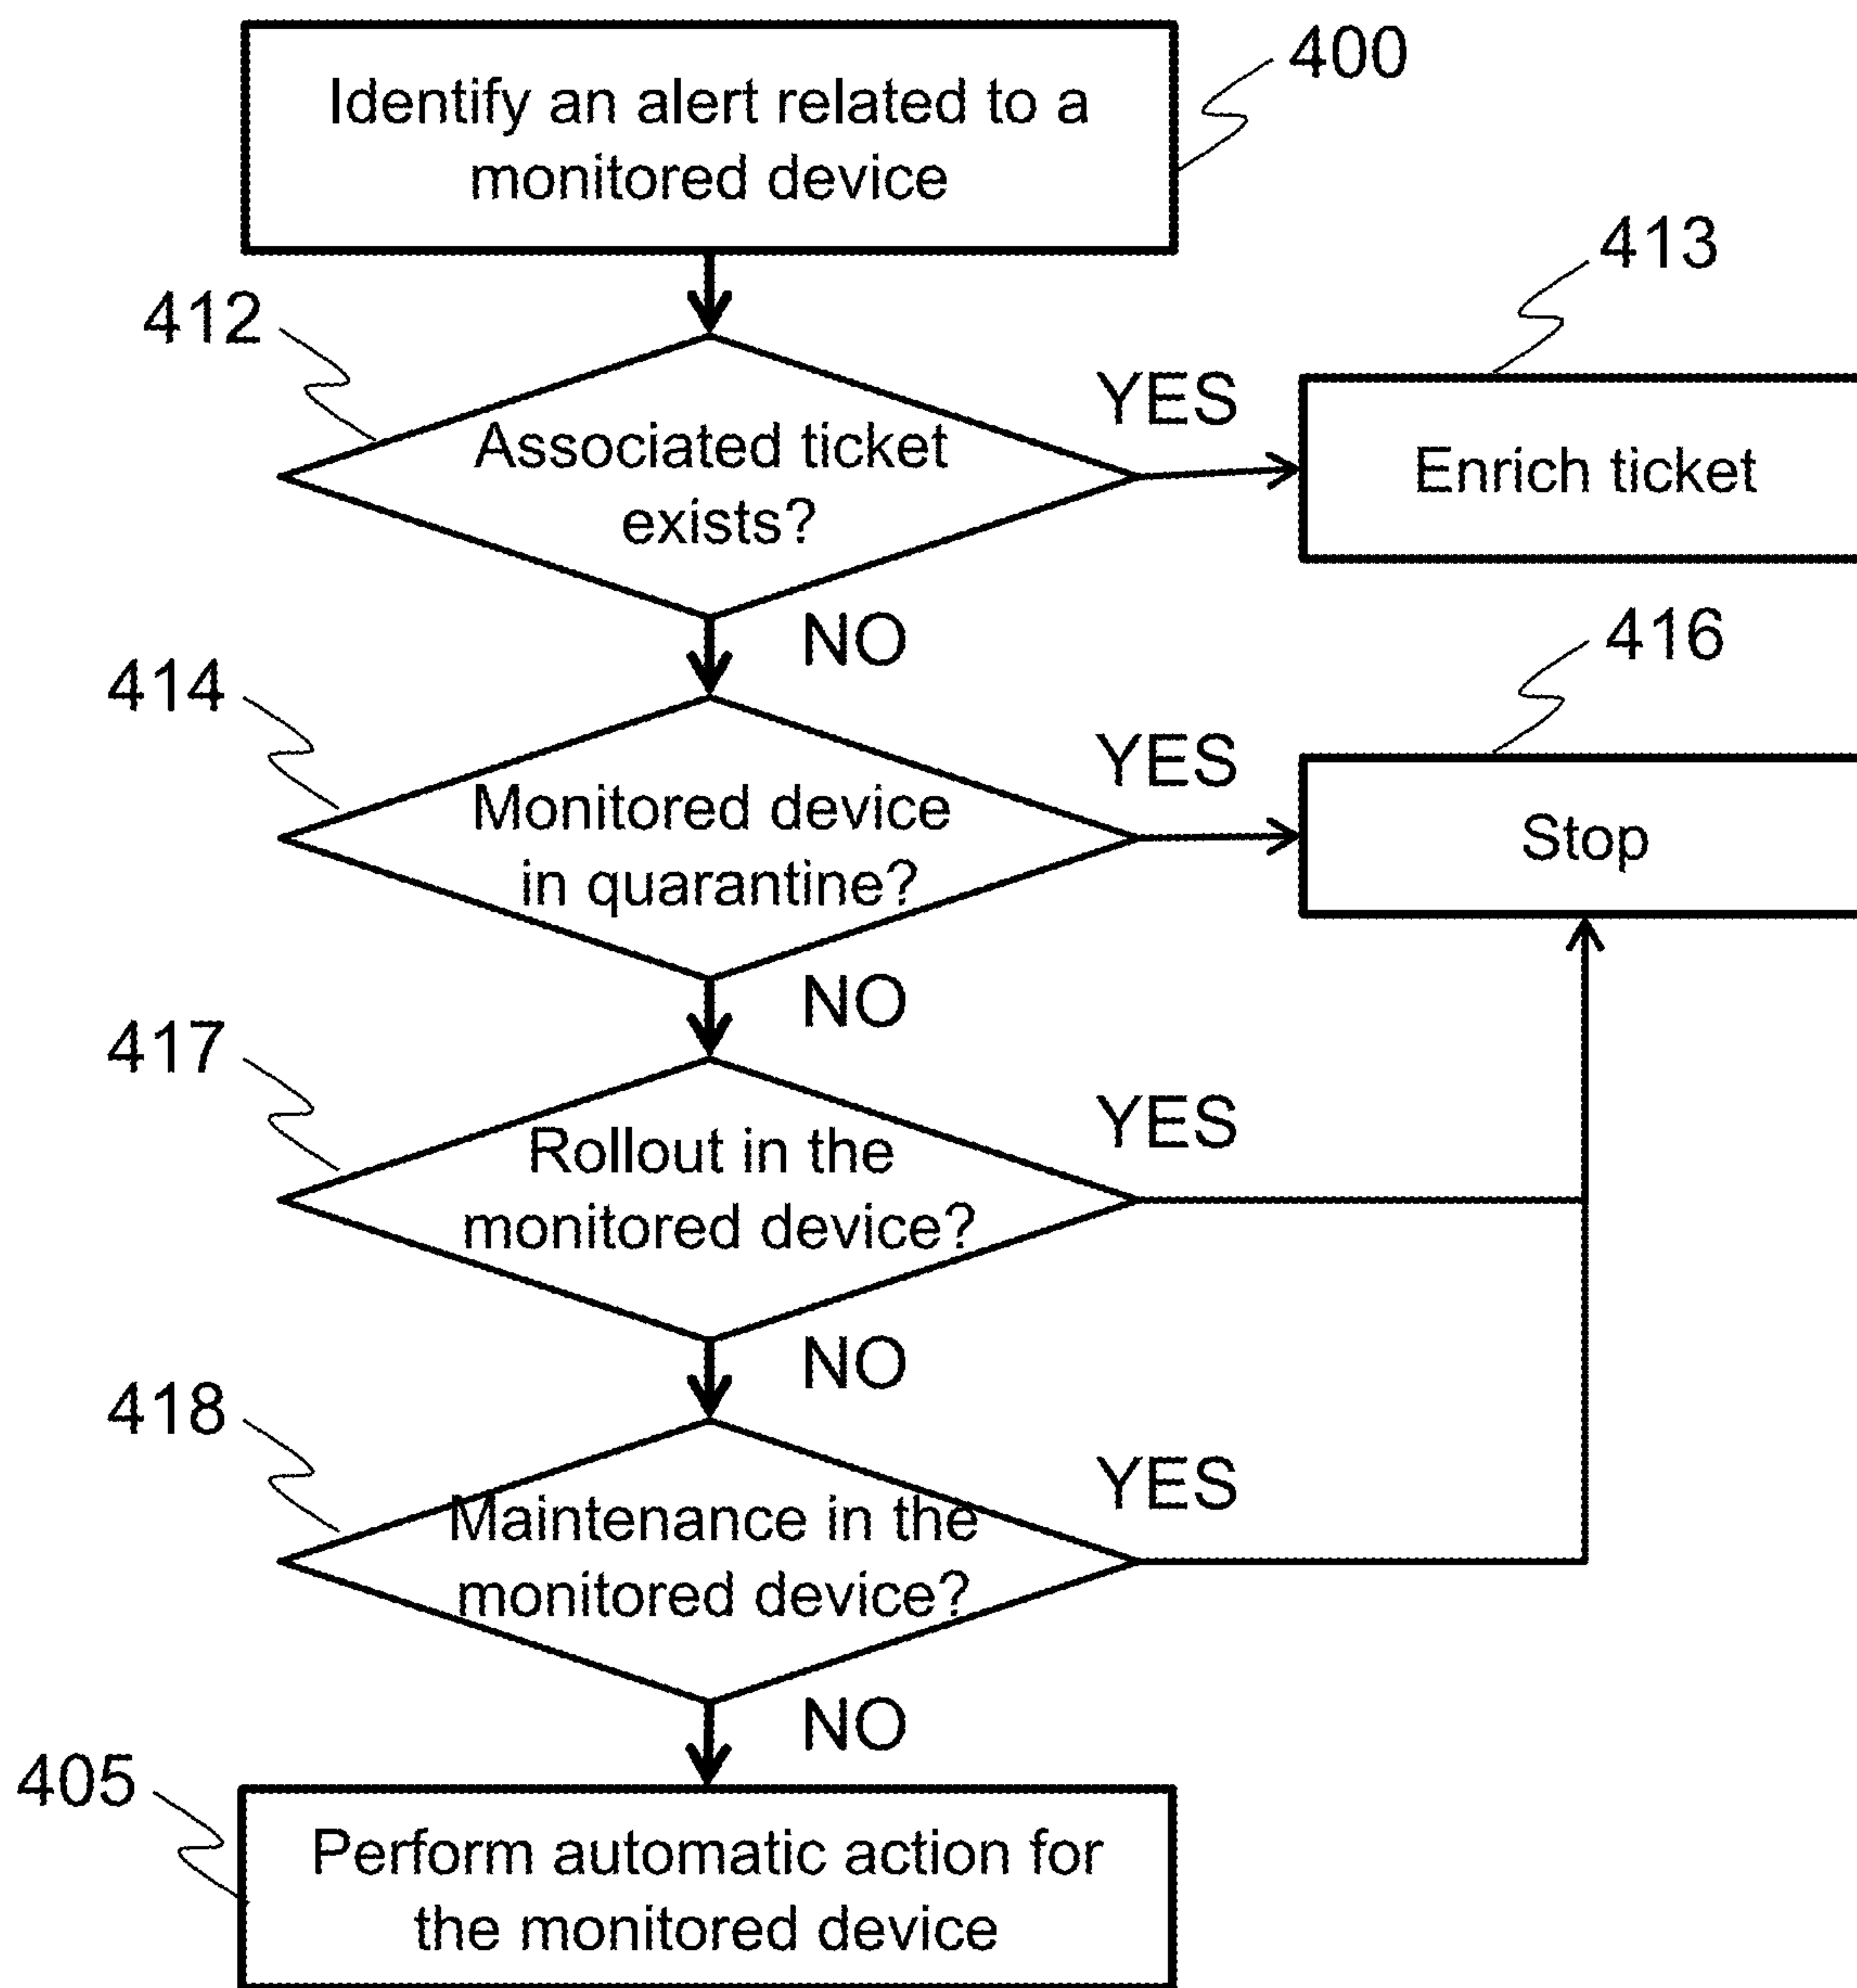 Identify an alert related to a
monitored device
400
412
Associated ticket
exists?
YES
413
Enrich ticket
NO
414
Monitored device
in quarantine?
YES
416
Stop
NO
417
Rollout in the
monitored device?
YES
NO
418
Maintenance in the
monitored device?
YES
NO
405
Perform automatic action for
the monitored device